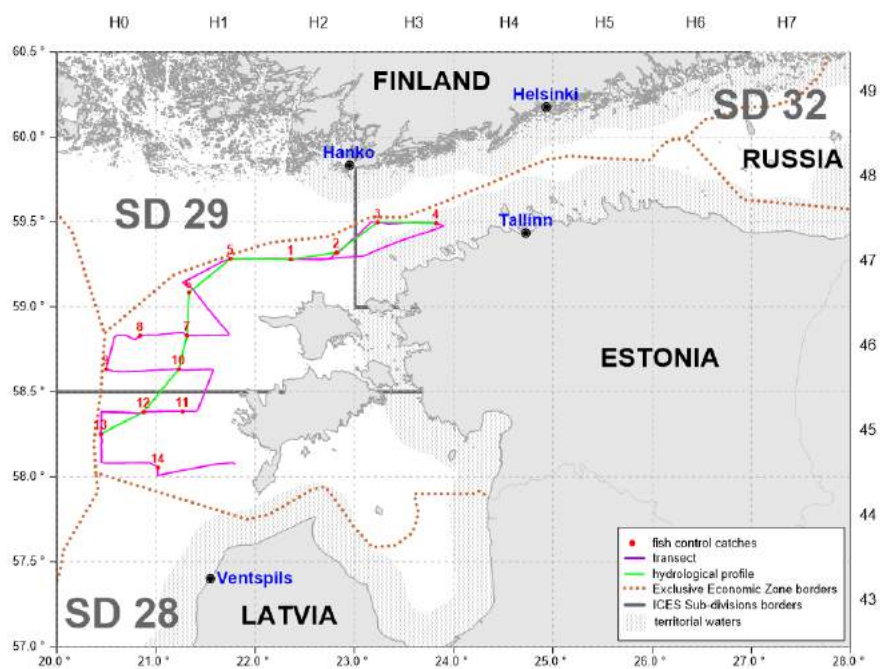 H0 H1 H2 H3 H4 H5 H6 H7
60.5 °
FINLAND
49
Helsinki
SD 32
60.0 °
Hanko
RUSSIA
48
SD 29
59.5 °
3 4
Tallinn
5 1 2
47
6
59.0 °
8 7
46
ESTONIA
9 10
58.5 °
12 11
13
45
14
58.0 °
44
57.5 °
Ventspils
SD 28
LATVIA
43
57.0 °
fish control catches
transect
hydrological profile
Exclusive Economic Zone borders
ICES Sub-divisions borders
territorial waters
20.0 ° 21.0 ° 22.0 ° 23.0 ° 24.0 ° 25.0 ° 26.0 ° 27.0 ° 28.0 °